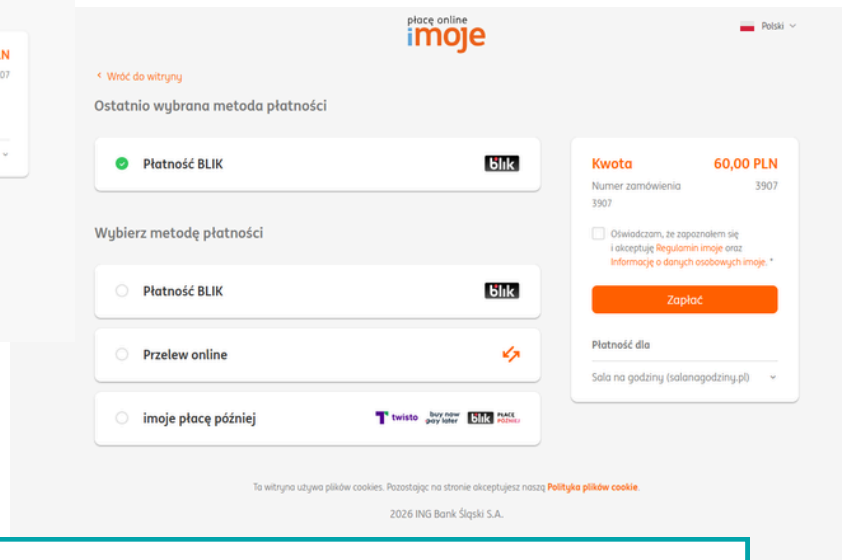 płacę online
imoje
Polski
N
07
Wróć do witryny
Ostatnio wybrana metoda płatności
Płatność BLIK
blik
Wybierz metodę płatności
Płatność BLIK
blik
Przelew online
imoje płacę później
twisto
buy now
pay later
blik
PŁACĘ
PÓŹNIEJ
Kwota 60,00 PLN
Numer zamówienia 3907
3907
Oświadczam, że zapoznałem się
i akceptuję Regulamin imoje oraz
Informację o danych osobowych imoje. *
Zapłać
Płatność dla
Sala na godziny (salanagodziny.pl)
Ta witryna używa plików cookies. Pozostając na stronie akceptujesz naszą Polityka plików cookie.
2026 ING Bank Śląski S.A.